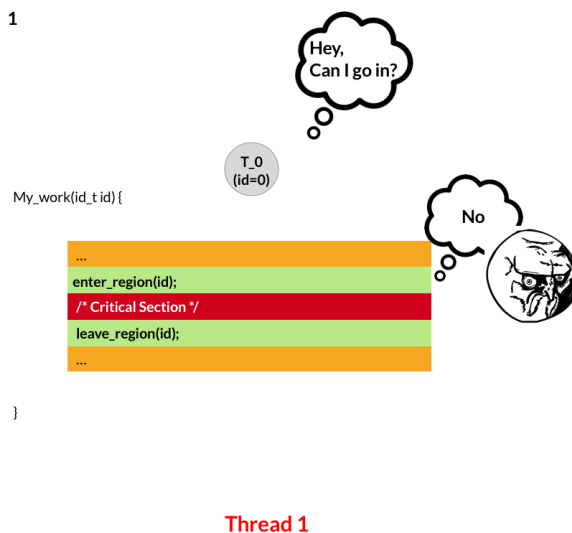 1
Hey,
Can I go in?
T_0
(id=0)
My_work(id_t id) {
No
...
enter_region(id);
/* Critical Section */
leave_region(id);
...
}
Thread 1